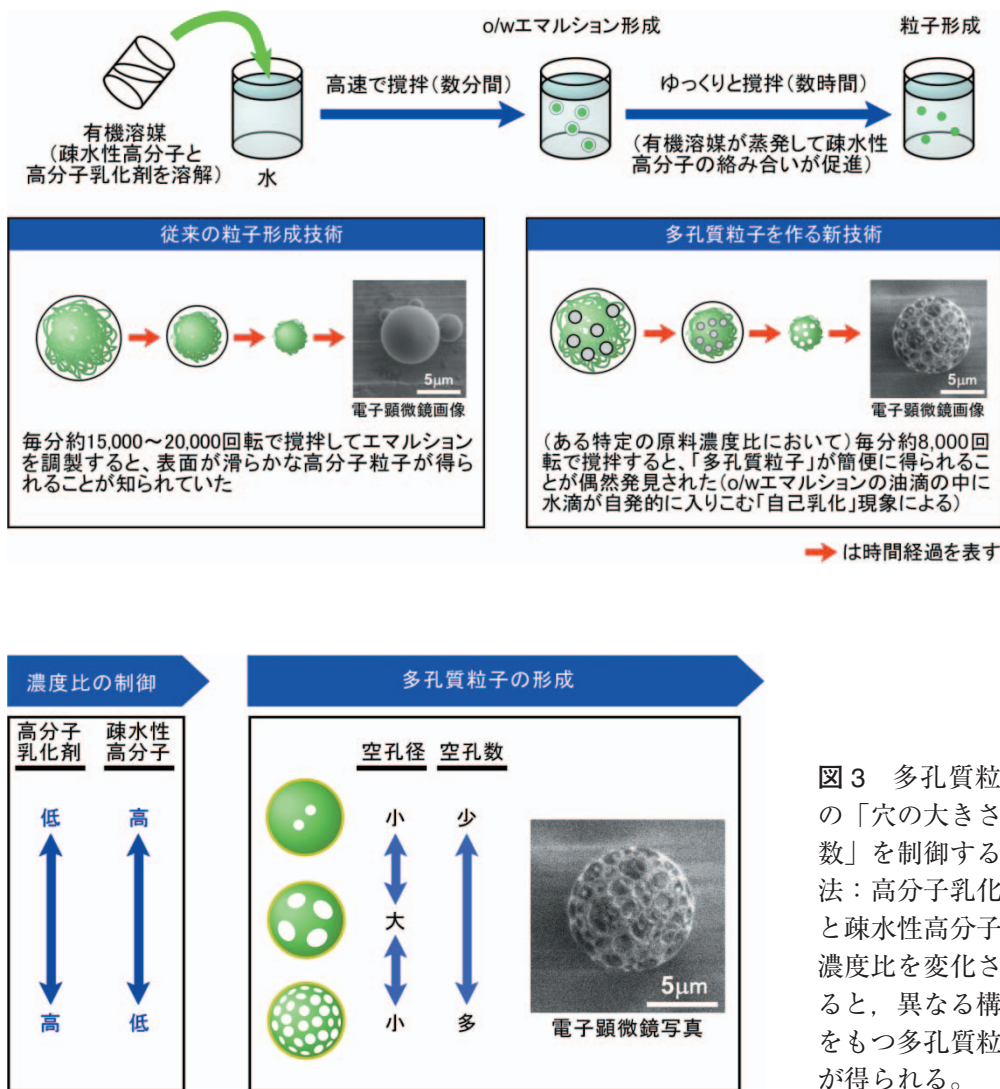 o/wエマルション形成
粒子形成
高速で撹拌(数分間)
ゆっくりと撹拌(数時間)
有機溶媒
(疎水性高分子と
高分子乳化剤を溶解)
水
(有機溶媒が蒸発して疎水性
高分子の絡み合いが促進)
従来の粒子形成技術
5μm
電子顕微鏡画像
毎分約15,000〜20,000回転で撹拌してエマルション
を調製すると、表面が滑らかな高分子粒子が得ら
れることが知られていた
多孔質粒子を作る新技術
5μm
電子顕微鏡画像
(ある特定の原料濃度比において)毎分約8,000回
転で撹拌すると、「多孔質粒子」が簡便に得られるこ
とが偶然発見された(o/wエマルションの油滴の中に
水滴が自発的に入りこむ「自己乳化」現象による)
は時間経過を表す
濃度比の制御
高分子
乳化剤
疎水性
高分子
低
高
高
低
多孔質粒子の形成
空孔径
空孔数
小
少
大
小
多
5μm
電子顕微鏡写真
図3 多孔質粒
の「穴の大きさ
数」を制御する
法：高分子乳化
と疎水性高分子
濃度比を変化さ
ると，異なる構
をもつ多孔質粒
が得られる。